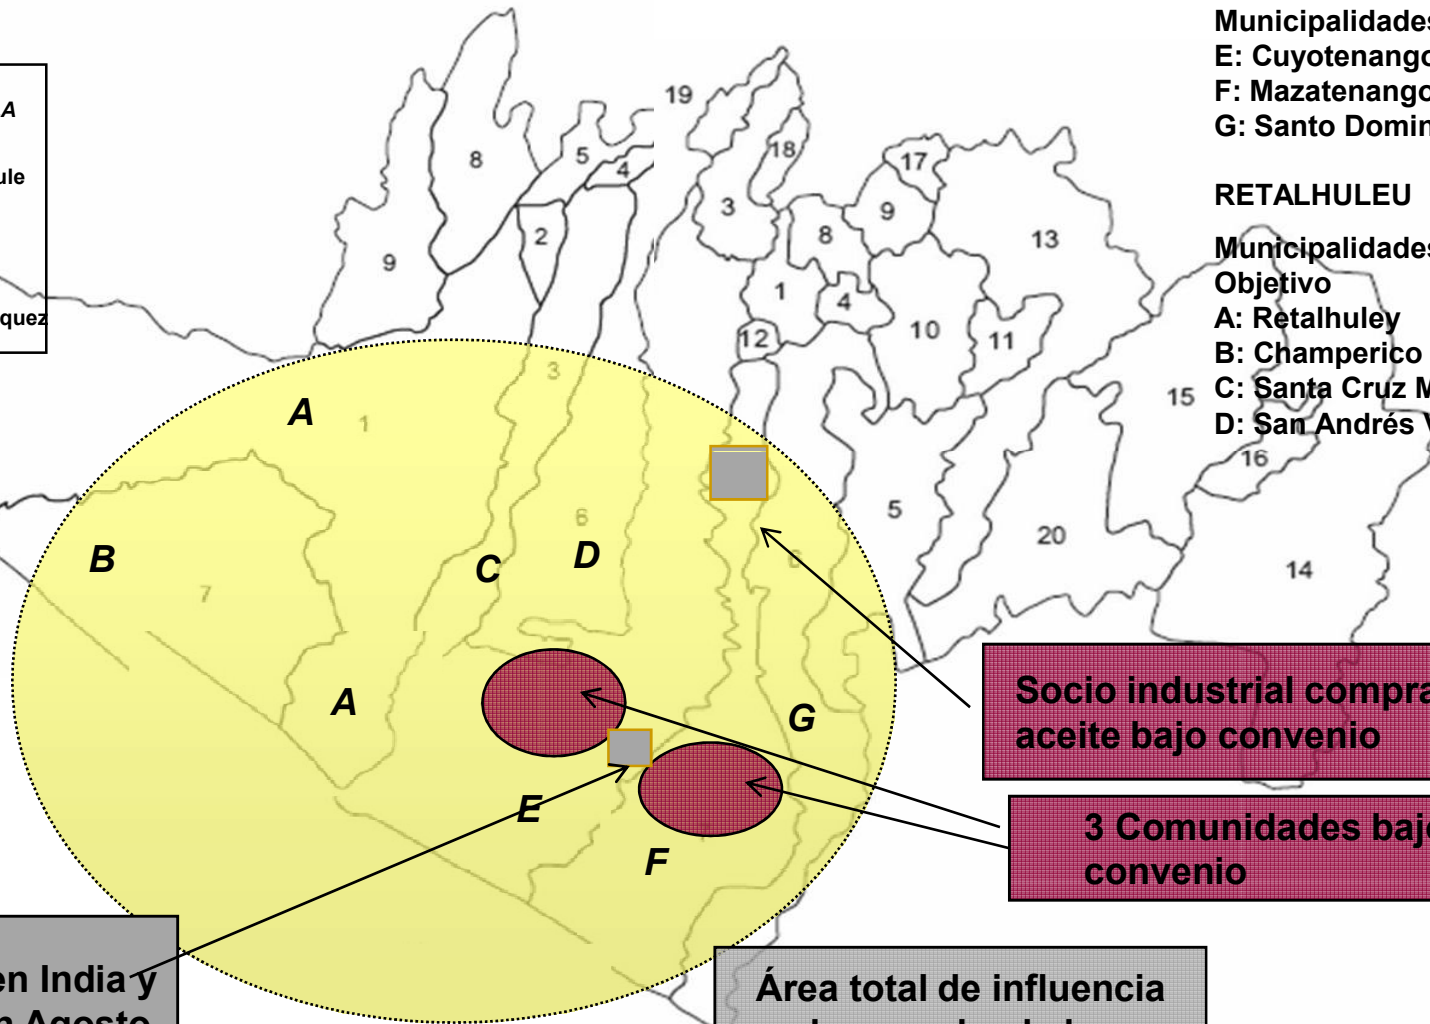 A
ule
quez
Municipalidades
E: Cuyotenango
F: Mazatenango
G: Santo Domin
RETALHULEU
Municipalidades
Objetivo
A: Retalhuley
B: Champerico
C: Santa Cruz M
D: San Andrés V
19
8
5
4
18
17
3
9
2
8
13
9
1
4
12
10
11
3
15
A
1
16
5
6
20
B
C
D
7
14
A
G
Socio industrial compra
aceite bajo convenio
E
F
3 Comunidades bajo
convenio
en India y
n Agosto
Área total de influencia